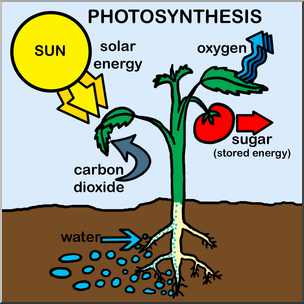 PHOTOSYNTHESIS
SUN
solar
energy
oxygen
sugar
(stored energy)
carbon
dioxide
water